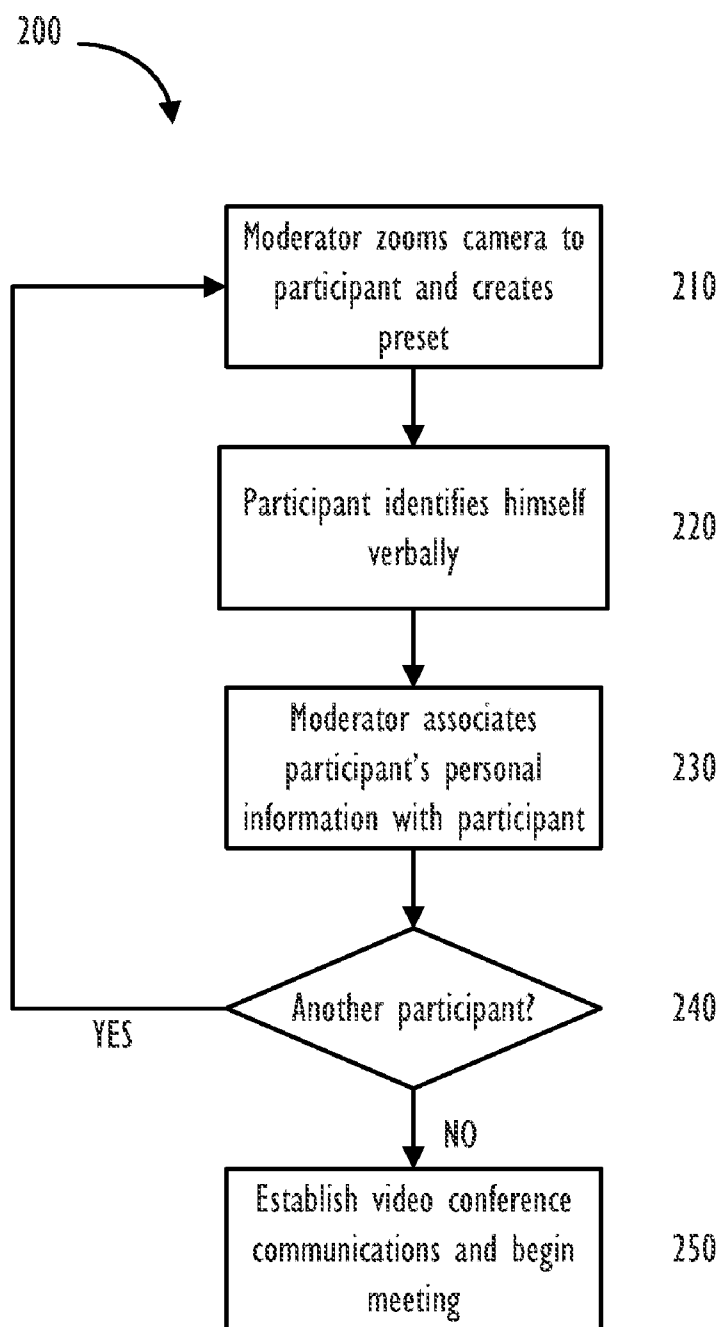 200
Moderator zooms camera to
participant and creates
preset
210
Participant identifies himself
verbally
220
Moderator associates
participant's personal
information with participant
230
Another participant?
240
YES
NO
Establish video conference
communications and begin
meeting
250